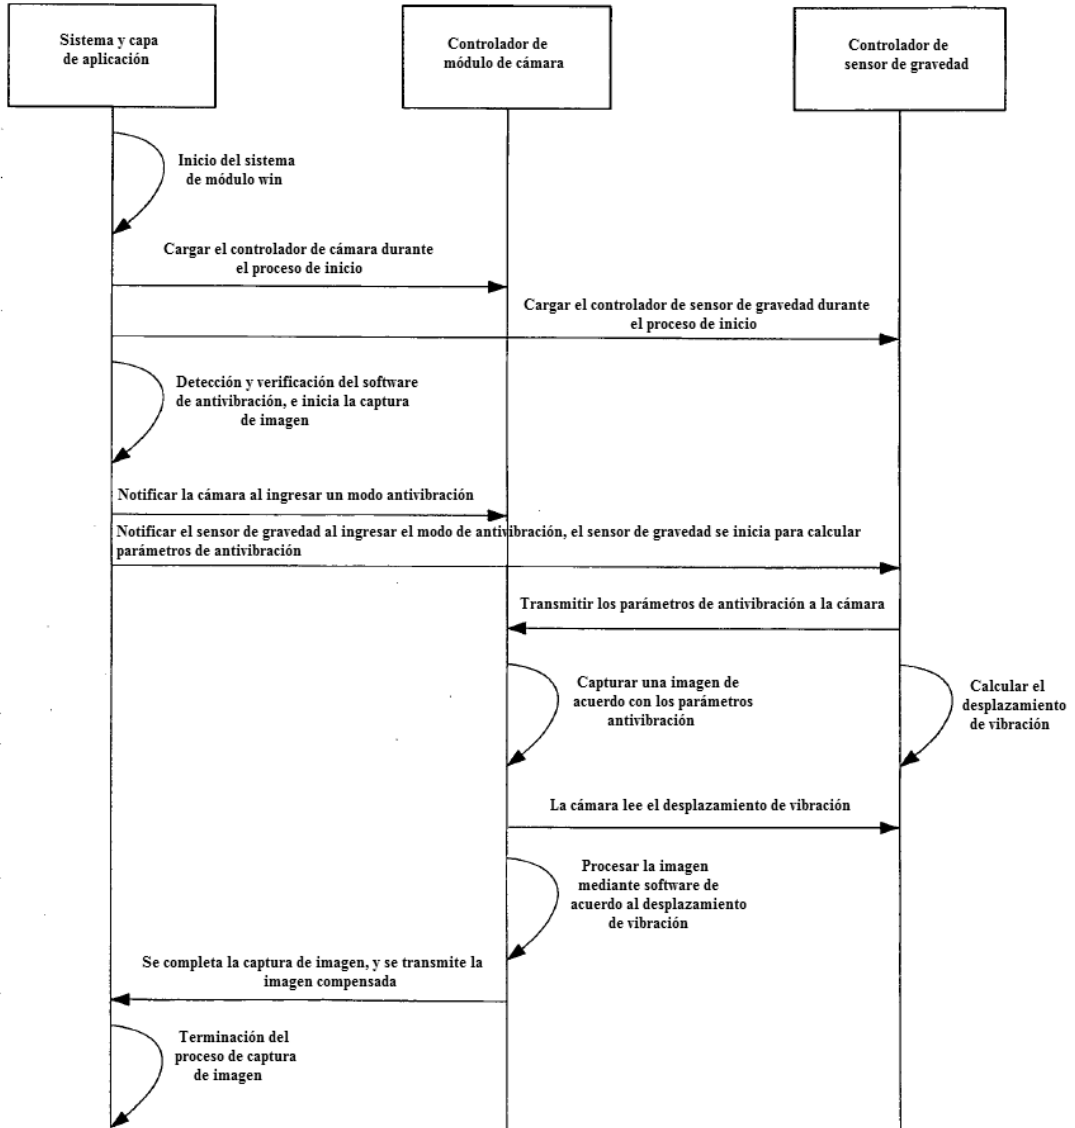 Sistema y capa
de aplicación
Controlador de
módulo de cámara
Controlador de
sensor de gravedad
Inicio del sistema
de módulo win
Cargar el controlador de cámara durante
el proceso de inicio
Cargar el controlador de sensor de gravedad durante
el proceso de inicio
Detección y verificación del software
de antivibración, e inicia la captura
de imagen
Notificar la cámara al ingresar un modo antivibración
Notificar el sensor de gravedad al ingresar el modo de antivibración, el sensor de gravedad se inicia para calcular
parámetros de antivibración
Transmitir los parámetros de antivibración a la cámara
Capturar una imagen de
acuerdo con los parámetros
antivibración
Calcular el
desplazamiento
de vibración
La cámara lee el desplazamiento de vibración
Procesar la imagen
mediante software de
acuerdo al desplazamiento
de vibración
Se completa la captura de imagen, y se transmite la
imagen compensada
Terminación del
proceso de captura
de imagen